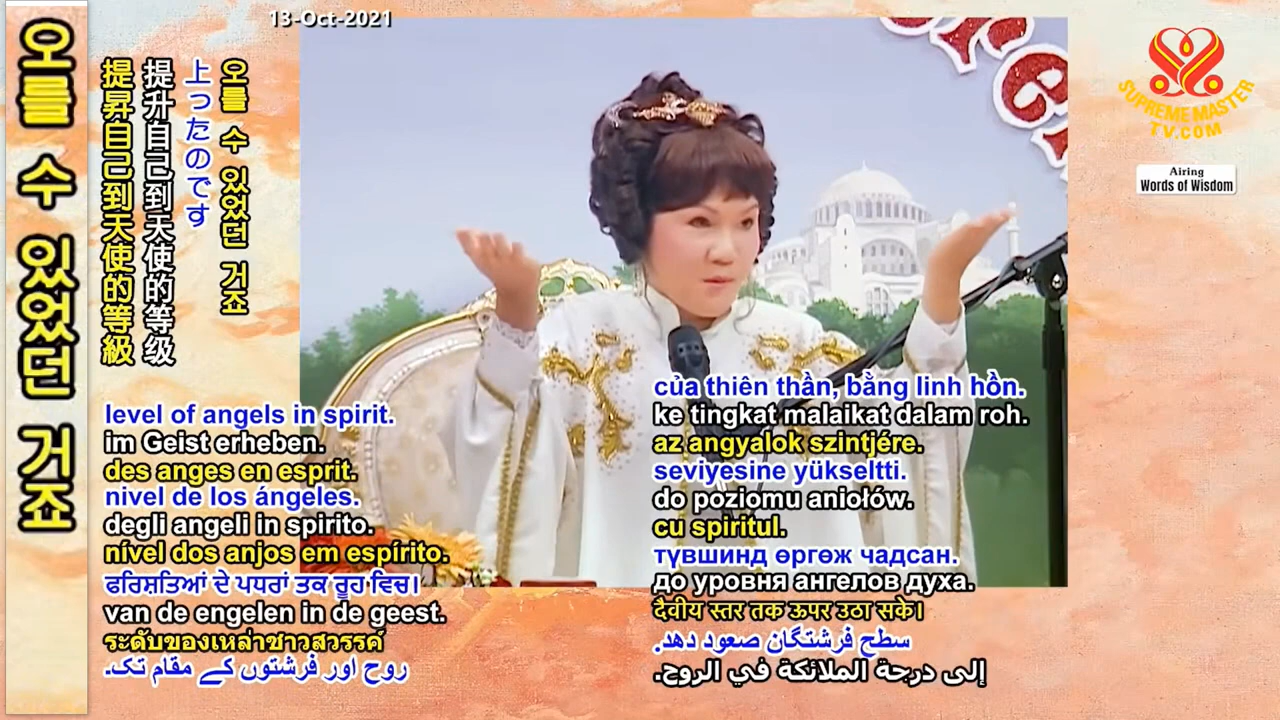 13-Oct-2021
오를 수 있었던 거죠
提昇自己到天使的等級
提升自己到天使的等级
上ったのです
오를 수 있었던 거죠
SUPREME MASTER
TV.COM
Airing
Words of Wisdom
level of angels in spirit.
im Geist erheben.
des anges en esprit.
nivel de los ángeles.
degli angeli in spirito.
nível dos anjos em espírito.
ਫਰਿਸ਼ਤਿਆਂ ਦੇ ਪਧਰਾਂ ਤਕ ਰੂਹ ਵਿਚ।
van de engelen in de geest.
ระดับของเหล่าชาวสวรรค์
روح اور فرشتوں کے مقام تک.
của thiên thần, bằng linh hồn.
ke tingkat malaikat dalam roh.
az angyalok szintjére.
seviyesine yükseltti.
do poziomu aniołów.
cu spiritul.
түвшинд өргөж чадсан.
до уровня ангелов духа.
दैवीय स्तर तक ऊपर उठा सके।
سطح فرشتگان صعود دهد.
إلى درجة الملائكة في الروح.